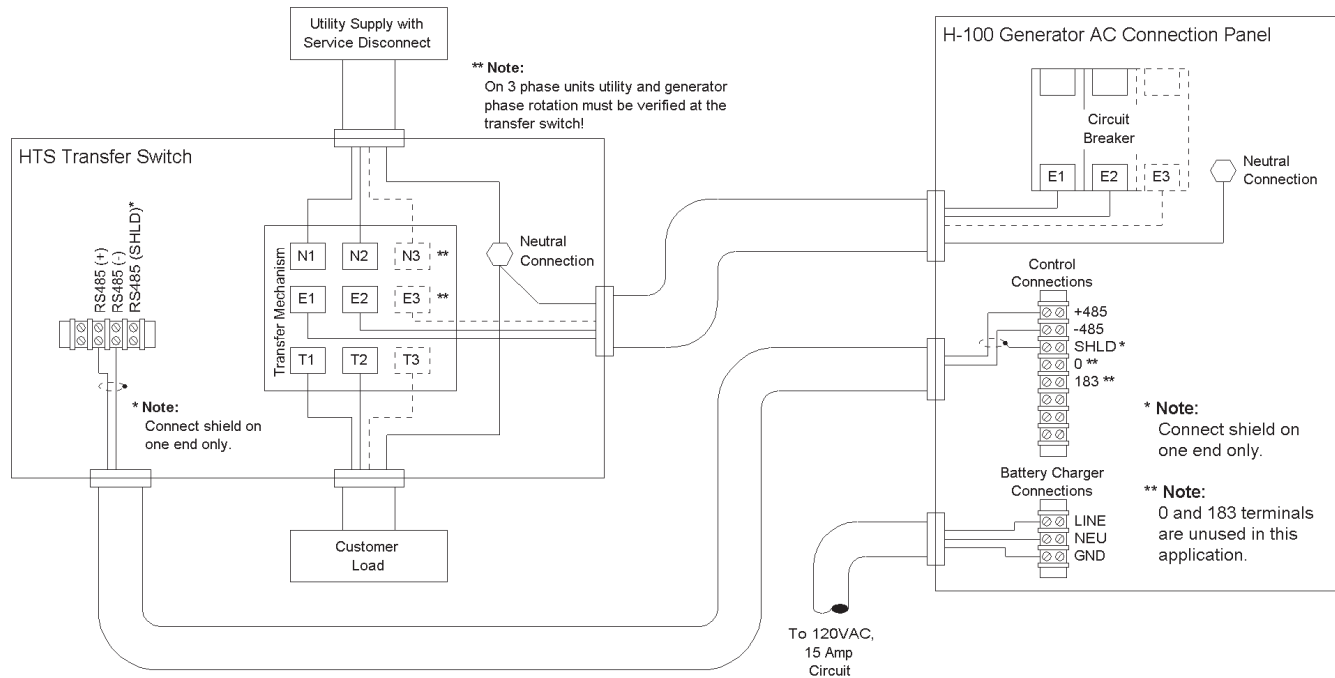 Utility Supply with
Service Disconnect
** Note:
On 3 phase units utility and generator
phase rotation must be verified at the
transfer switch!
HTS Transfer Switch
RS485 (+)
RS485 (-)
RS485 (SHLD)*
* Note:
Connect shield on
one end only.
Transfer Mechanism
N1
N2
N3
**
E1
E2
E3
**
T1
T2
T3
Neutral
Connection
Customer
Load
H-100 Generator AC Connection Panel
Circuit
Breaker
E1
E2
E3
Neutral
Connection
Control
Connections
+485
-485
SHLD *
0 **
183 **
* Note:
Connect shield on
one end only.
Battery Charger
Connections
LINE
NEU
GND
** Note:
0 and 183 terminals
are unused in this
application.
To 120VAC,
15 Amp
Circuit